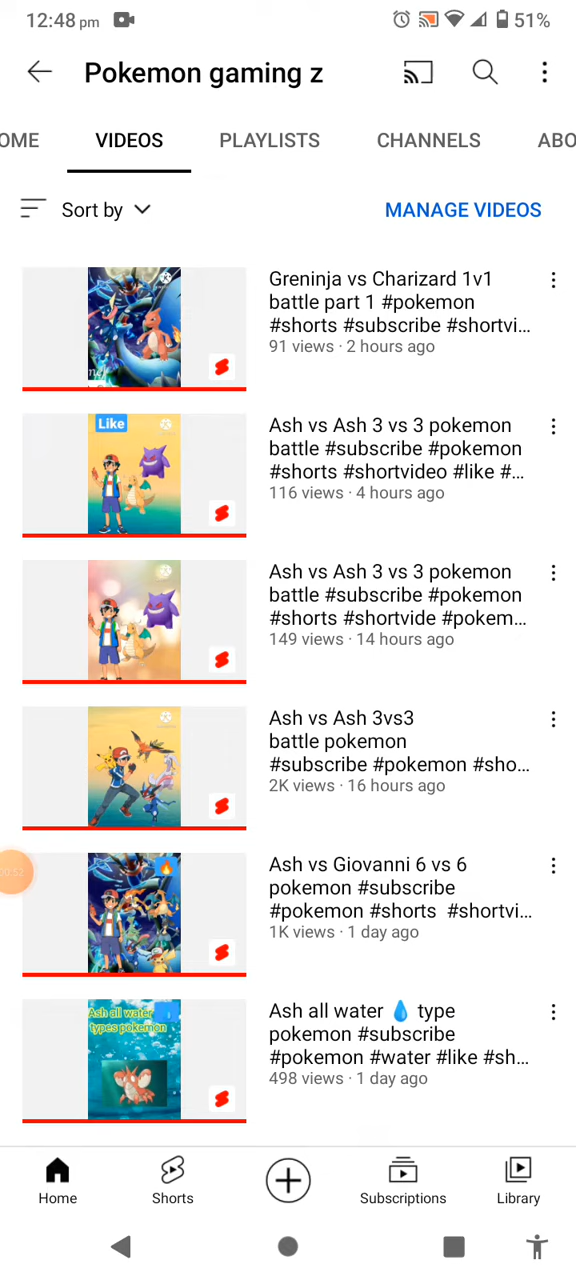 12:48 pm
51%
Pokemon gaming z
OME VIDEOS PLAYLISTS CHANNELS ABO
Sort by
MANAGE VIDEOS
Greninja vs Charizard 1v1
battle part 1 #pokemon
#shorts #subscribe #shortvi...
91 views · 2 hours ago
Like
Ash vs Ash 3 vs 3 pokemon
battle #subscribe #pokemon
#shorts #shortvideo #like #...
116 views · 4 hours ago
Ash vs Ash 3 vs 3 pokemon
battle #subscribe #pokemon
#shorts #shortvide #pokem...
149 views · 14 hours ago
Ash vs Ash 3vs3
battle pokemon
#subscribe #pokemon #sho...
2K views · 16 hours ago
00:52
Ash vs Giovanni 6 vs 6
pokemon #subscribe
#pokemon #shorts #shortvi...
1K views · 1 day ago
Ash all water
types pokemon
Ash all water 💧 type
pokemon #subscribe
#pokemon #water #like #sh...
498 views · 1 day ago
Home
Shorts
Subscriptions
Library